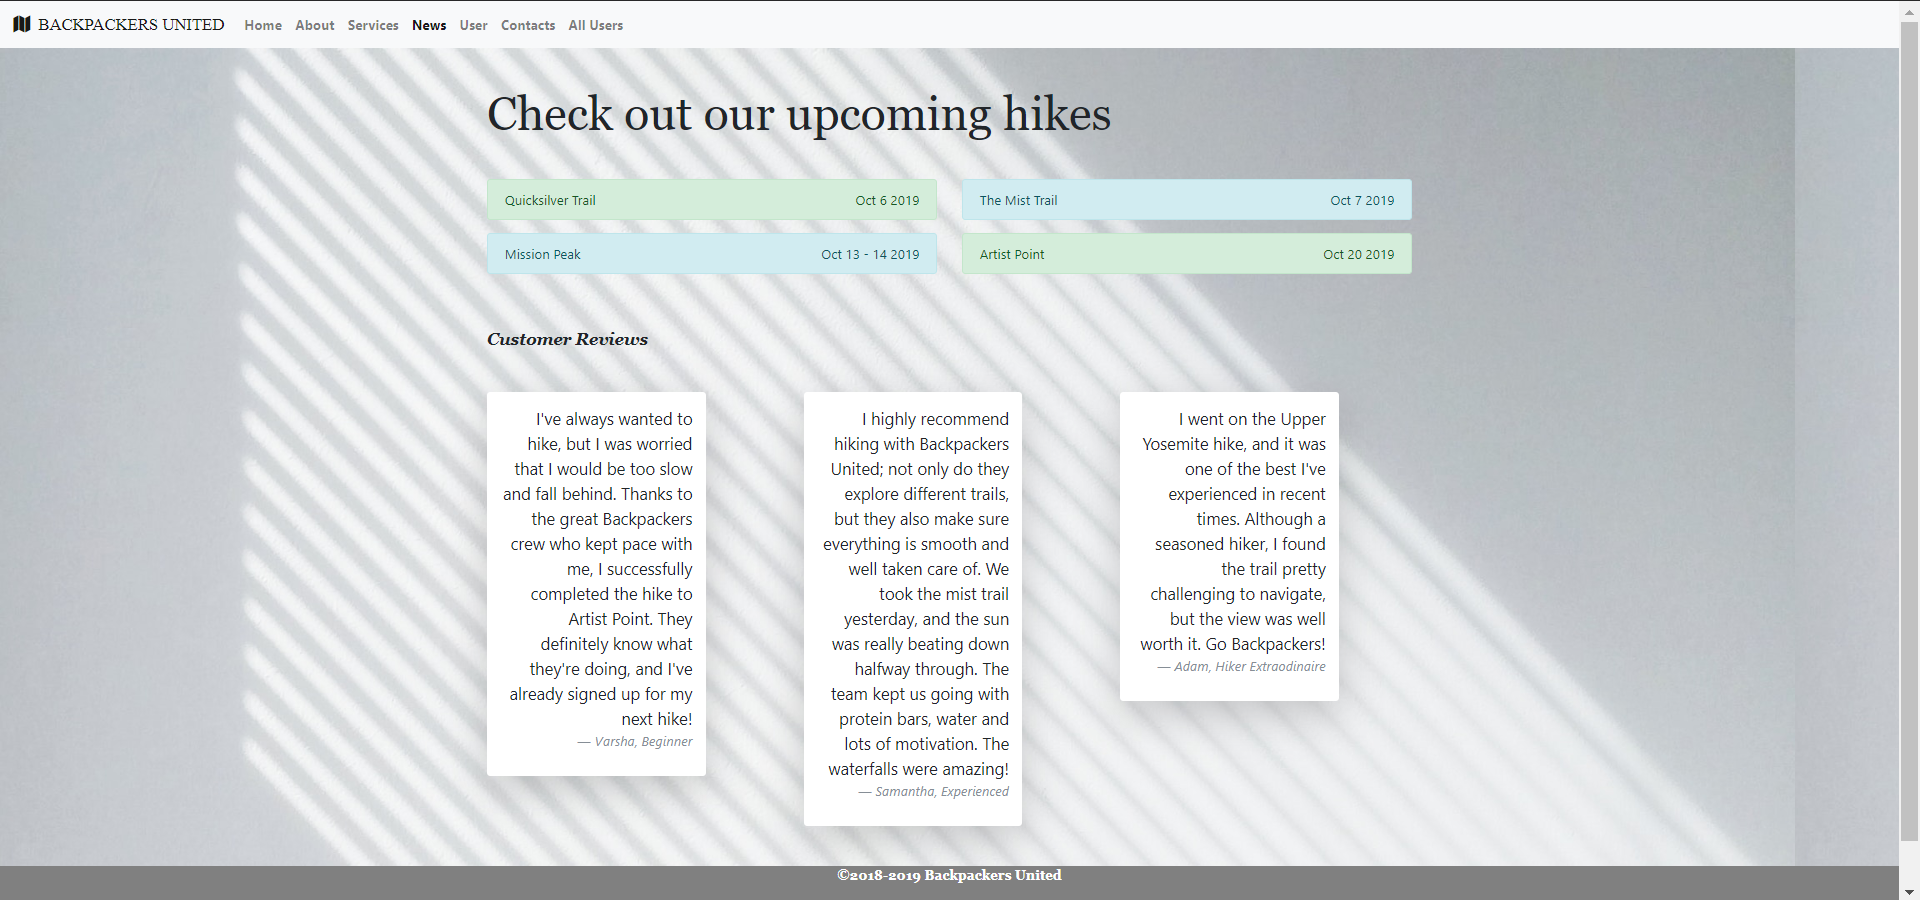 BACKPACKERS UNITED Home About Services News User Contacts All Users
Check out our upcoming hikes
Quicksilver Trail Oct 6 2019
The Mist Trail Oct 7 2019
Mission Peak Oct 13 - 14 2019
Artist Point Oct 20 2019
Customer Reviews
I've always wanted to
hike, but I was worried
that I would be too slow
and fall behind. Thanks to
the great Backpackers
crew who kept pace with
me, I successfully
completed the hike to
Artist Point. They
definitely know what
they're doing, and I've
already signed up for my
next hike!
— Varsha, Beginner
I highly recommend
hiking with Backpackers
United; not only do they
explore different trails,
but they also make sure
everything is smooth and
well taken care of. We
took the mist trail
yesterday, and the sun
was really beating down
halfway through. The
team kept us going with
protein bars, water and
lots of motivation. The
waterfalls were amazing!
— Samantha, Experienced
I went on the Upper
Yosemite hike, and it was
one of the best I've
experienced in recent
times. Although a
seasoned hiker, I found
the trail pretty
challenging to navigate,
but the view was well
worth it. Go Backpackers!
— Adam, Hiker Extraodinaire
©2018-2019 Backpackers United